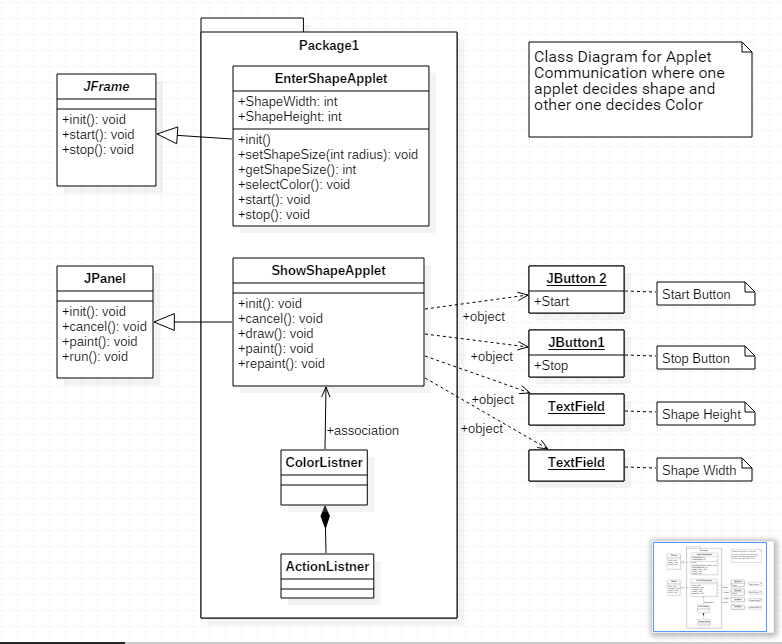 Package1
EnterShapeApplet
+ShapeWidth: int
+ShapeHeight: int
+init()
+setShapeSize(int radius): void
+getShapeSize(): int
+selectColor(): void
+start(): void
+stop(): void
JFrame
+init(): void
+start(): void
+stop(): void
Class Diagram for Applet
Communication where one
applet decides shape and
other one decides Color
JPanel
+init(): void
+cancel(): void
+paint(): void
+run(): void
ShowShapeApplet
+init(): void
+cancel(): void
+draw(): void
+paint(): void
+repaint(): void
+object
+object
+object
+object
JButton 2
+Start
Start Button
JButton1
+Stop
Stop Button
TextField
Shape Height
TextField
Shape Width
+association
ColorListner
ActionListner